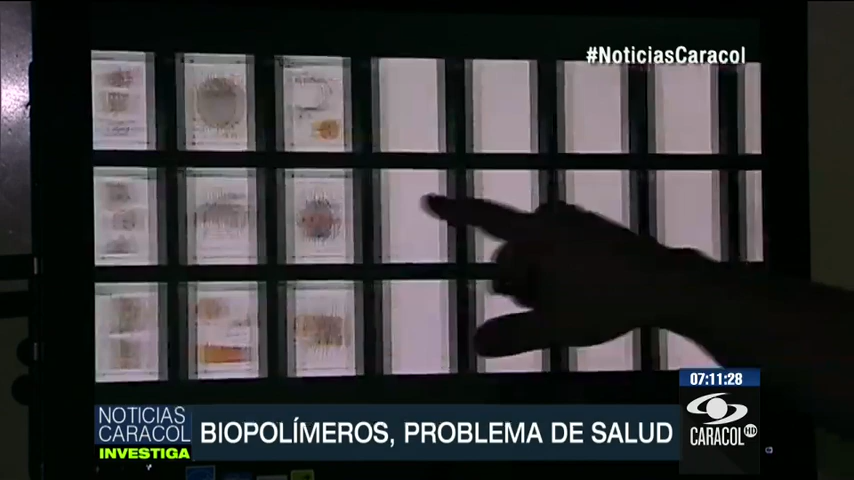 #NoticiasCaracol
07:11:28
NOTICIAS
CARACOL
INVESTIGA
BIOPOLÍMEROS, PROBLEMA DE SALUD
CARACOL HD